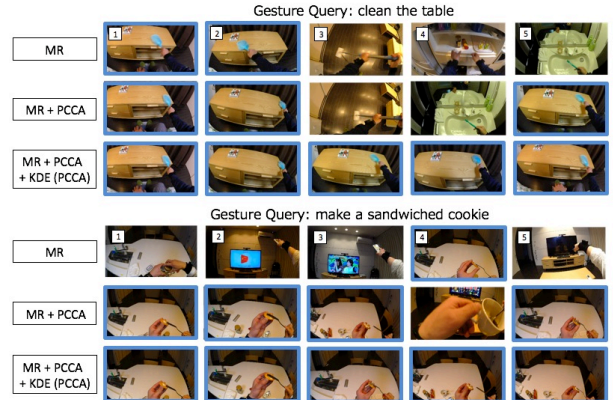 Gesture Query: clean the table
MR
1
2
3
4
5
MR + PCCA
MR + PCCA
+ KDE (PCCA)
Gesture Query: make a sandwiched cookie
MR
1
2
3
4
5
MR + PCCA
MR + PCCA
+ KDE (PCCA)